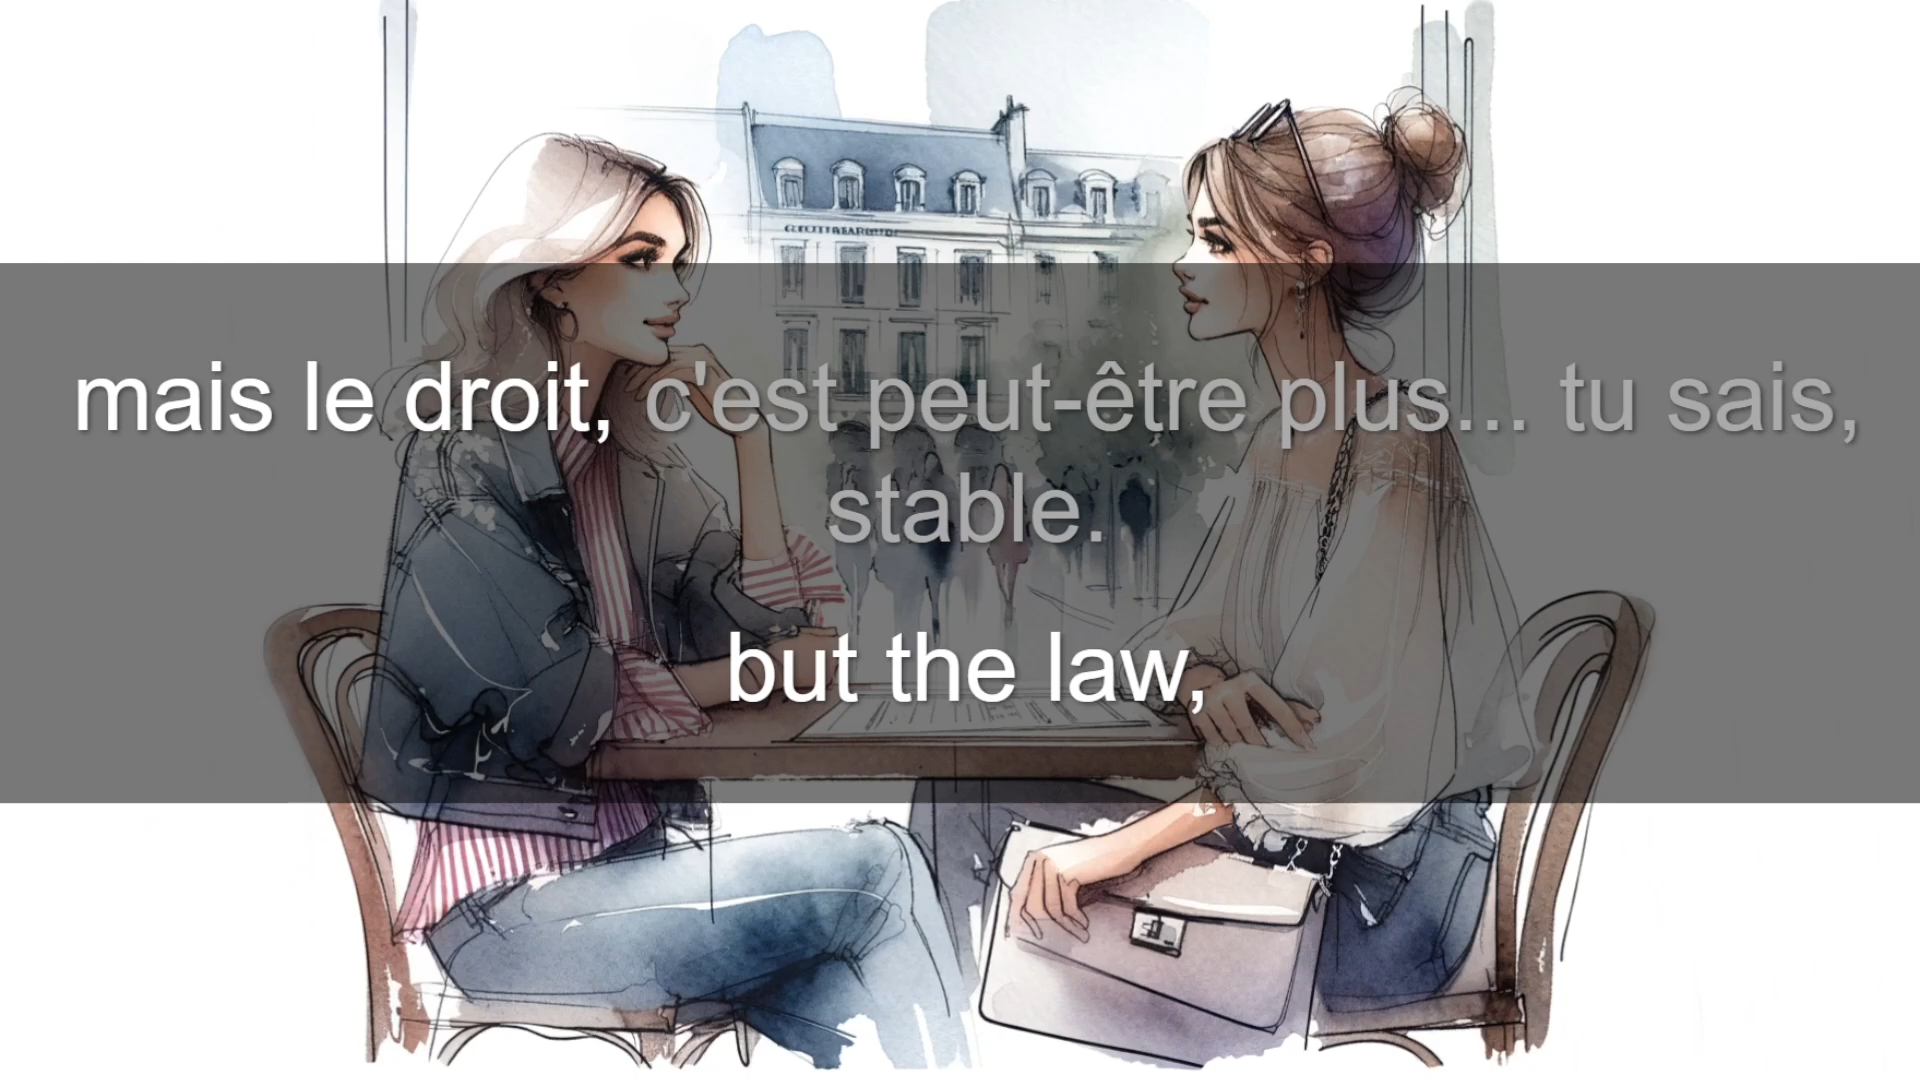 mais le droit, c'est peut-être plus... tu sais,
stable.
but the law,